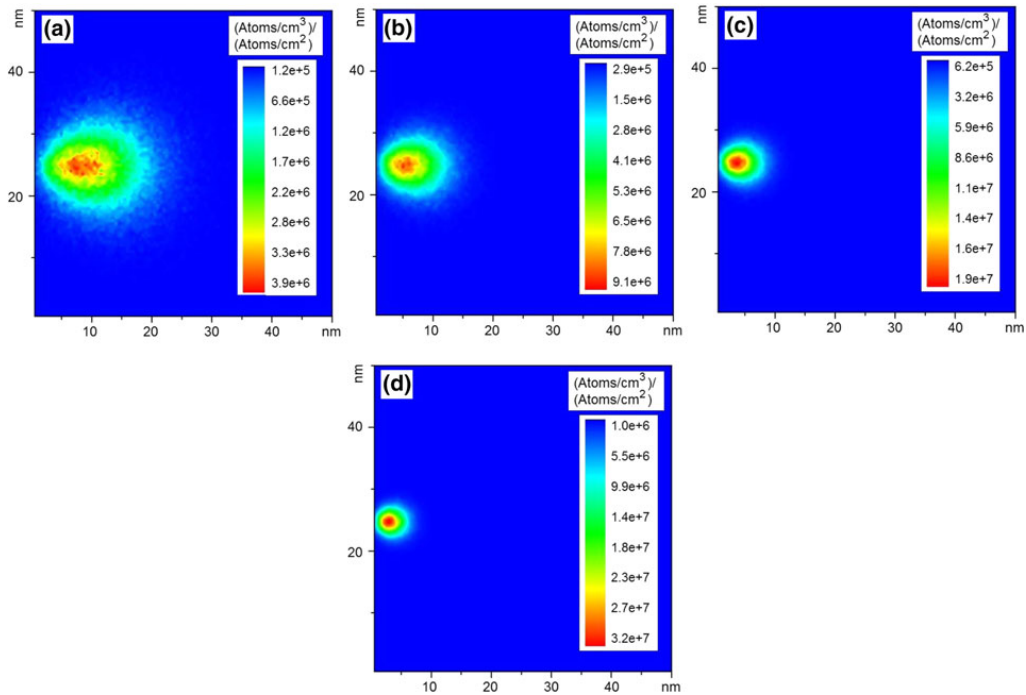 nm
(a)
(Atoms/cm³)/
(Atoms/cm²)
40
20
1.2e+5
6.6e+5
1.2e+6
1.7e+6
2.2e+6
2.8e+6
3.3e+6
3.9e+6
10 20 30 40 nm
nm
(b)
(Atoms/cm³)/
(Atoms/cm²)
40
20
2.9e+5
1.5e+6
2.8e+6
4.1e+6
5.3e+6
6.5e+6
7.8e+6
9.1e+6
10 20 30 40 nm
nm
(c)
(Atoms/cm³)/
(Atoms/cm²)
40
20
6.2e+5
3.2e+6
5.9e+6
8.6e+6
1.1e+7
1.4e+7
1.6e+7
1.9e+7
10 20 30 40 nm
nm
(d)
(Atoms/cm³)/
(Atoms/cm²)
40
20
1.0e+6
5.5e+6
9.9e+6
1.4e+7
1.8e+7
2.3e+7
2.7e+7
3.2e+7
10 20 30 40 nm